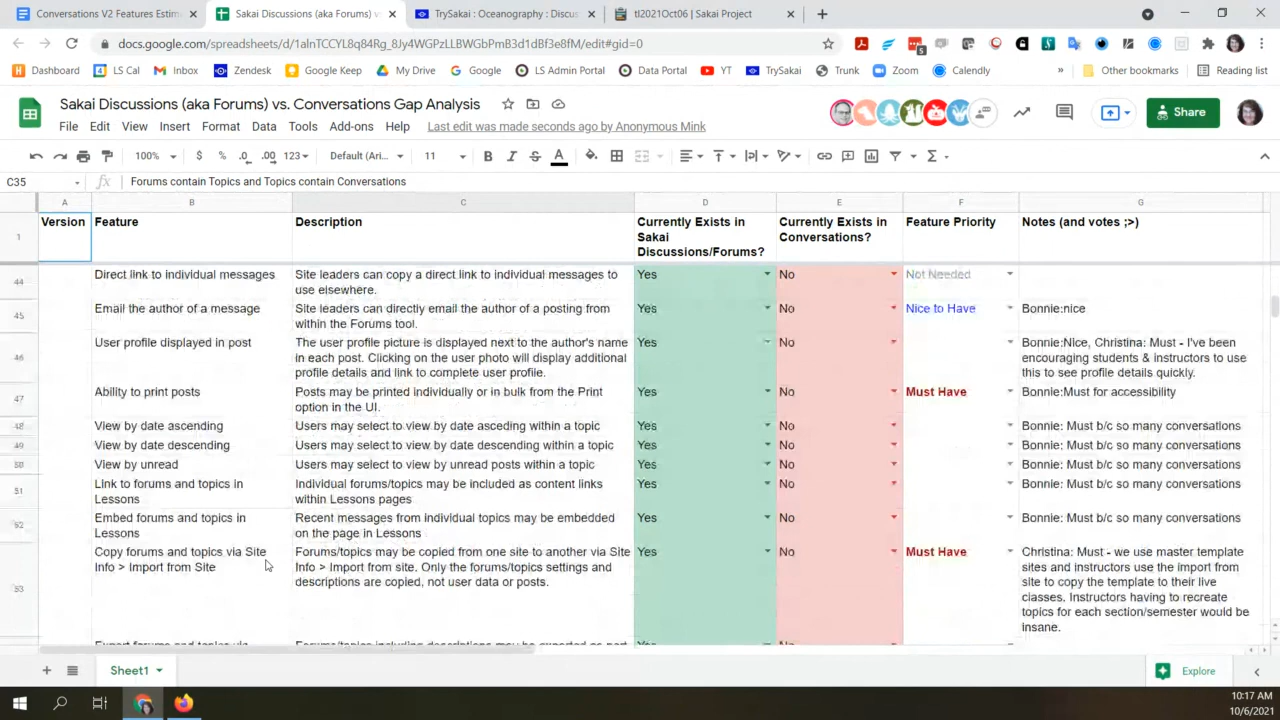 Conversations V2 Features Estim
Sakai Discussions (aka Forums) v
TrySakai : Oceanography : Discus
tl2021Oct06 | Sakai Project
docs.google.com/spreadsheets/d/1alnTCCYL8q84Rg_8Jy4WGPzLLBWGbPmB3d1dBf3e8fM/edit#gid=0
5
Dashboard
LS Cal
Inbox
Zendesk
Google Keep
My Drive
Google
LS Admin Portal
Data Portal
YT
TrySakai
Trunk
Zoom
Calendly
»
Other bookmarks
Reading list
Sakai Discussions (aka Forums) vs. Conversations Gap Analysis
Share
File Edit View Insert Format Data Tools Add-ons Help Last edit was made seconds ago by Anonymous Mink
100% $ % .0 .00 123 Default (Ari... 11 B I S A
C35 fx Forums contain Topics and Topics contain Conversations
A B C D E F G
1 Version Feature Description
Currently Exists in
Sakai
Discussions/Forums?
Currently Exists in
Conversations?
Feature Priority
Notes (and votes ;>)
44 Direct link to individual messages
Site leaders can copy a direct link to individual messages to
use elsewhere.
Yes No Not Needed
45 Email the author of a message
Site leaders can directly email the author of a posting from
within the Forums tool.
Yes No Nice to Have Bonnie:nice
46 User profile displayed in post
The user profile picture is displayed next to the author's name
in each post. Clicking on the user photo will display additional
profile details and link to complete user profile.
Yes No
Bonnie:Nice, Christina: Must - I've been
encouraging students & instructors to use
this to see profile details quickly.
47 Ability to print posts
Posts may be printed individually or in bulk from the Print
option in the UI.
Yes No Must Have Bonnie:Must for accessibility
48 View by date ascending Users may select to view by date asceding within a topic Yes No Bonnie: Must b/c so many conversations
49 View by date descending Users may select to view by date descending within a topic Yes No Bonnie: Must b/c so many conversations
50 View by unread Users may select to view by unread posts within a topic Yes No Bonnie: Must b/c so many conversations
51 Link to forums and topics in
Lessons
Individual forums/topics may be included as content links
within Lessons pages
Yes No Bonnie: Must b/c so many conversations
52 Embed forums and topics in
Lessons
Recent messages from individual topics may be embedded
on the page in Lessons
Yes No Bonnie: Must b/c so many conversations
53 Copy forums and topics via Site
Info > Import from Site
Forums/topics may be copied from one site to another via Site
Info > Import from site. Only the forums/topics settings and
descriptions are copied, not user data or posts.
Yes No Must Have
Christina: Must - we use master template
sites and instructors use the import from
site to copy the template to their live
classes. Instructors having to recreate
topics for each section/semester would be
insane.
Export forums and topics via Forums/topics including descriptions may be exported as part Yes No
Sheet1
Explore
10:17 AM
10/6/2021